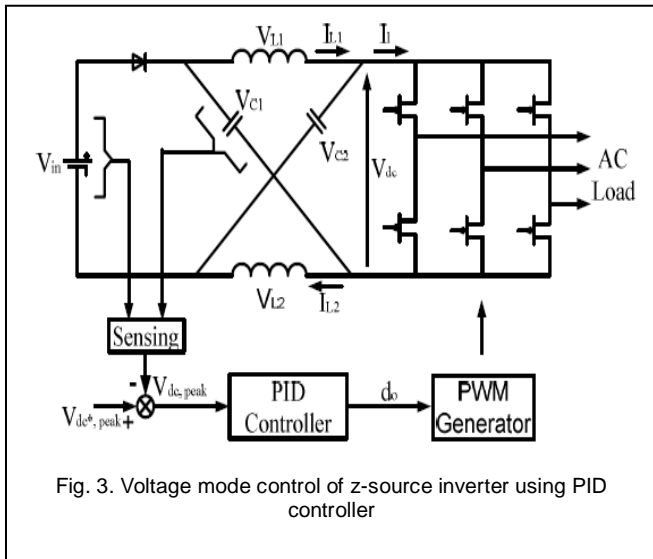 V_L1 I_L1 I_l
V_in
V_C1
V_C2
V_dc
AC
Load
V_L2 I_L2
Sensing
-
V_dc, peak
V_dc*, peak +
PID
Controller
d_o
PWM
Generator
Fig. 3. Voltage mode control of z-source inverter using PID
controller